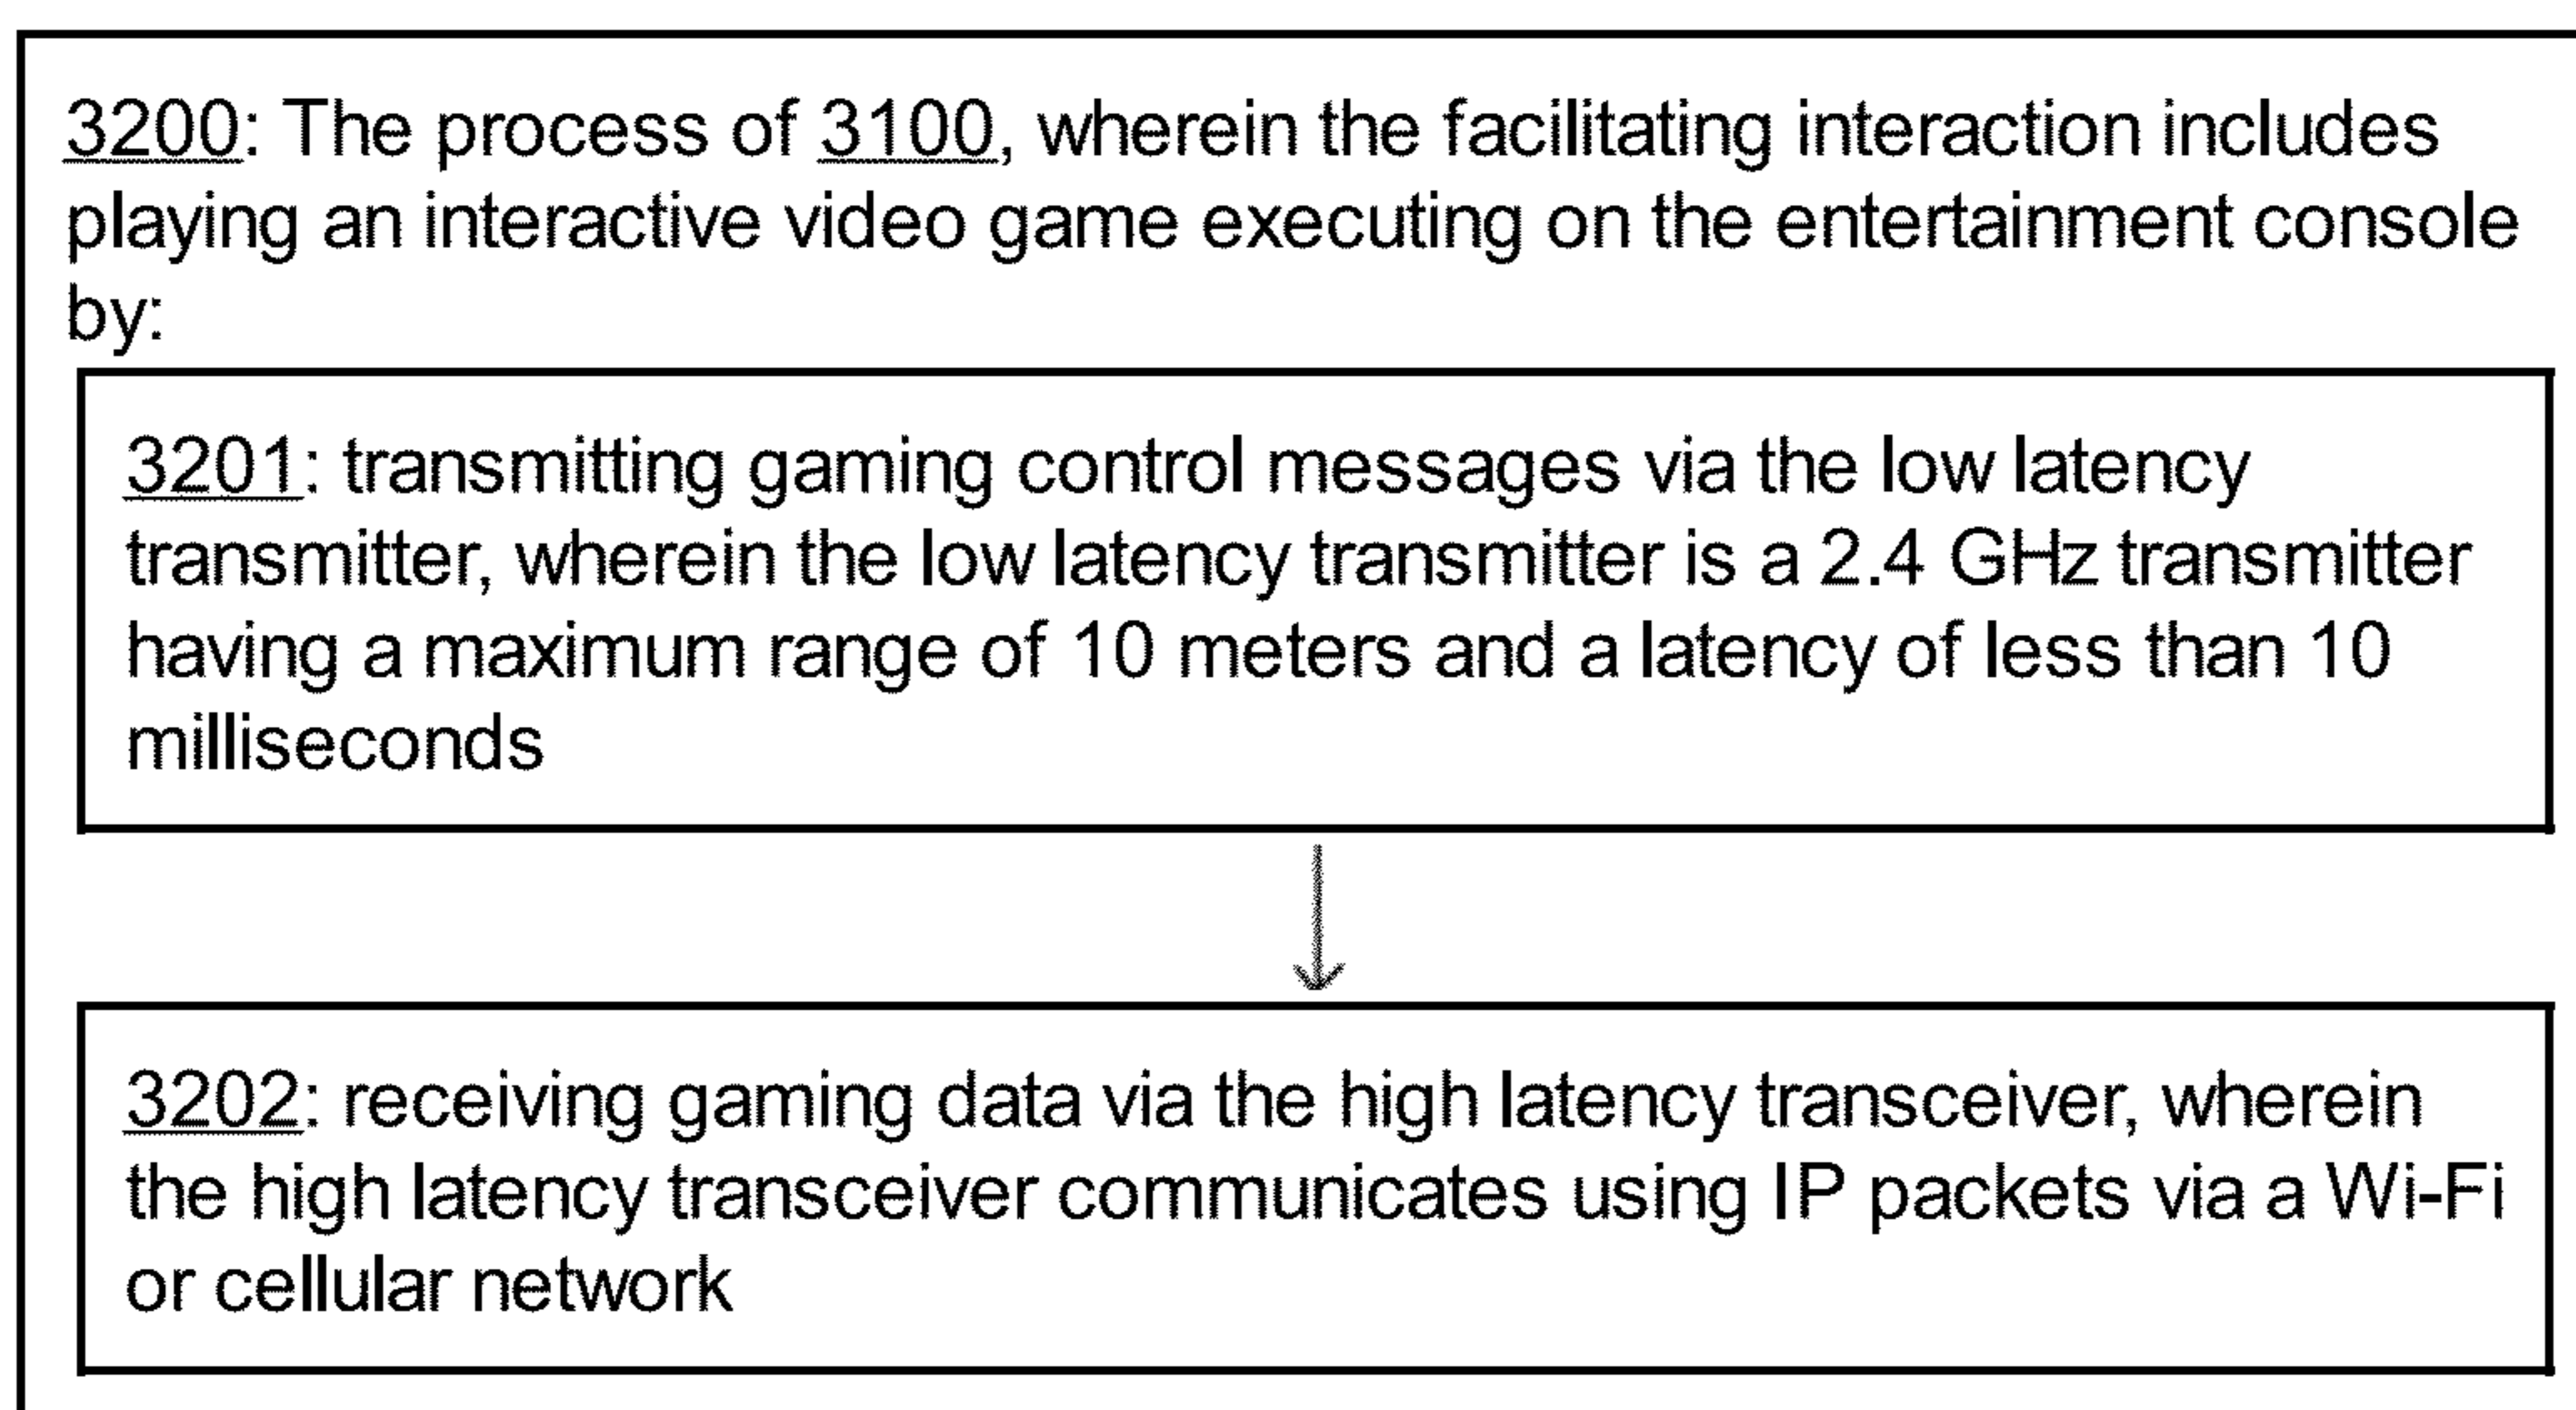 3200: The process of 3100, wherein the facilitating interaction includes
playing an interactive video game executing on the entertainment console
by:
3201: transmitting gaming control messages via the low latency
transmitter, wherein the low latency transmitter is a 2.4 GHz transmitter
having a maximum range of 10 meters and a latency of less than 10
milliseconds
3202: receiving gaming data via the high latency transceiver, wherein
the high latency transceiver communicates using IP packets via a Wi-Fi
or cellular network